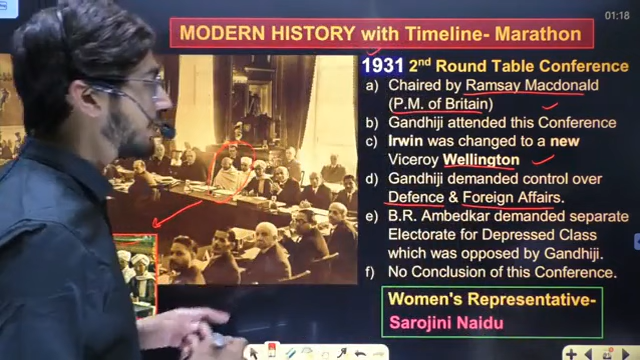 01:18
MODERN HISTORY with Timeline- Marathon
1931 2nd Round Table Conference
a) Chaired by Ramsay Macdonald
(P.M. of Britain)
b) Gandhiji attended this Conference
c) Irwin was changed to a new
Viceroy Wellington
d) Gandhiji demanded control over
Defence & Foreign Affairs.
e) B.R. Ambedkar demanded separate
Electorate for Depressed Class
which was opposed by Gandhiji.
f) No Conclusion of this Conference.
Women's Representative-
Sarojini Naidu